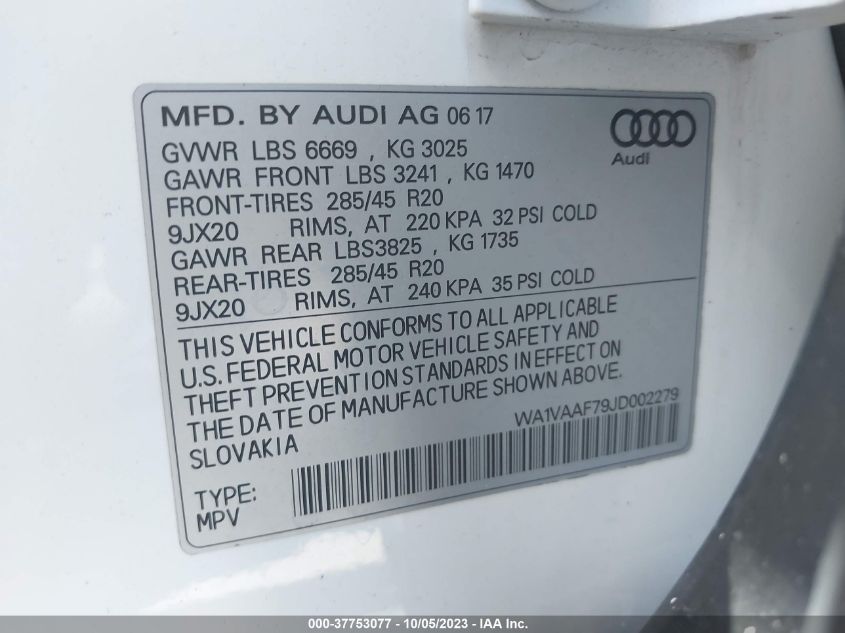 MFD. BY AUDI AG 06 17
Audi
GVWR LBS 6669 , KG 3025
GAWR FRONT LBS 3241 , KG 1470
FRONT-TIRES 285/45 R20
9JX20 RIMS, AT 220 KPA 32 PSI COLD
GAWR REAR LBS3825 , KG 1735
REAR-TIRES 285/45 R20
9JX20 RIMS, AT 240 KPA 35 PSI COLD
THIS VEHICLE CONFORMS TO ALL APPLICABLE
U.S. FEDERAL MOTOR VEHICLE SAFETY AND
THEFT PREVENTION STANDARDS IN EFFECT ON
THE DATE OF MANUFACTURE SHOWN ABOVE.
SLOVAKIA
WA1VAAF79JD002279
TYPE:
MPV
000-37753077 - 10/05/2023 - IAA Inc.